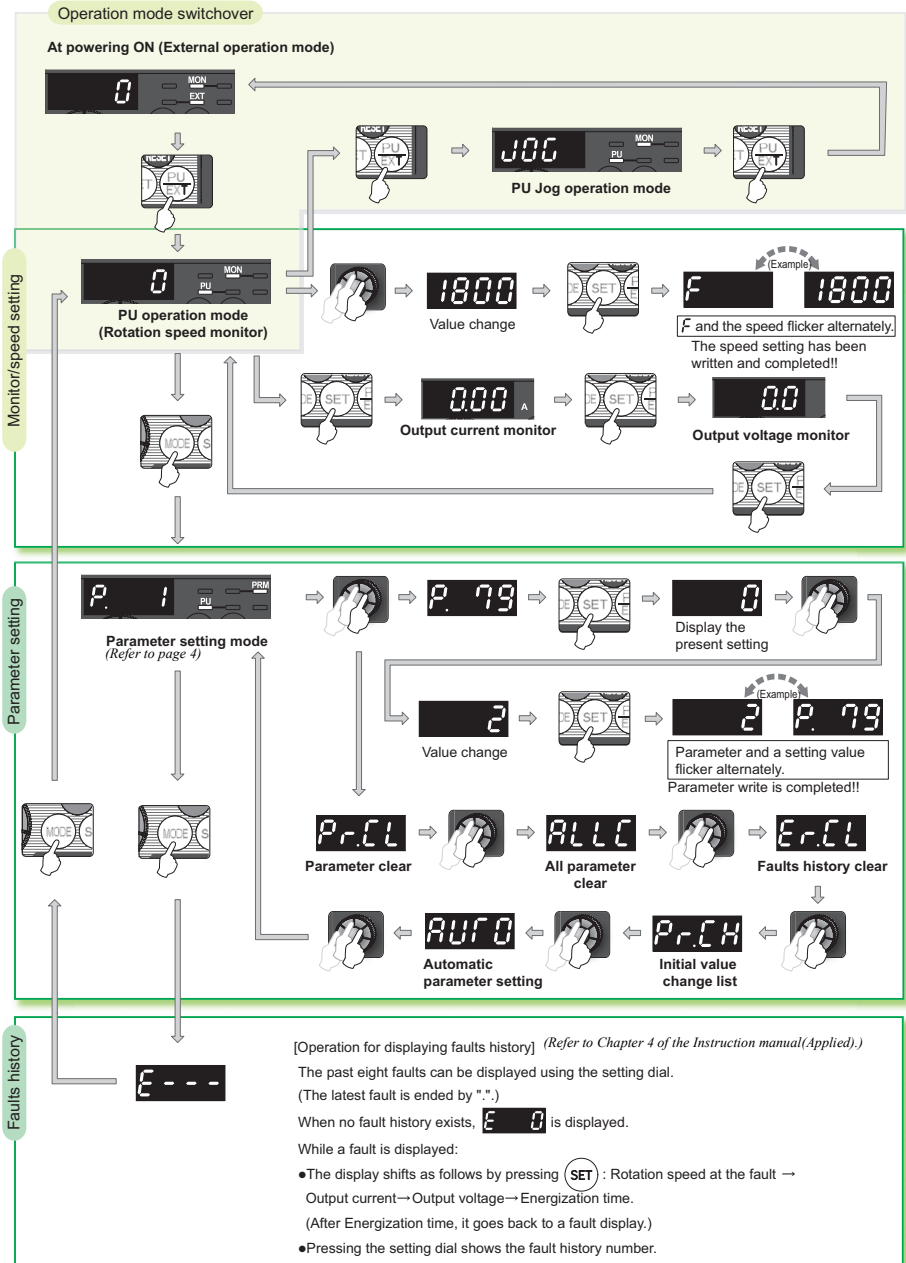 Operation mode switchover
At powering ON (External operation mode)
0
MON
EXT
RESET
PU
EXT
RESET
PU
EXT
JOG
MON
PU
RESET
PU
EXT
PU Jog operation mode
Monitor/speed setting
0
MON
PU
PU operation mode
(Rotation speed monitor)
1800
Value change
SET
(Example)
F
1800
F and the speed flicker alternately.
The speed setting has been
written and completed!!
SET
0.00 A
Output current monitor
SET
0.0
Output voltage monitor
MODE
SET
Parameter setting
P. 1
PRM
PU
Parameter setting mode
(Refer to page 4)
P. 79
SET
0
Display the
present setting
2
Value change
SET
(Example)
2
P. 79
Parameter and a setting value
flicker alternately.
Parameter write is completed!!
MODE
MODE
Pr.CL
Parameter clear
ALLC
All parameter
clear
Er.CL
Faults history clear
AUTO
Automatic
parameter setting
Pr.CH
Initial value
change list
Faults history
E---
[Operation for displaying faults history] (Refer to Chapter 4 of the Instruction manual(Applied).)
The past eight faults can be displayed using the setting dial.
(The latest fault is ended by ".".)
When no fault history exists, E 0 is displayed.
While a fault is displayed:
●The display shifts as follows by pressing SET : Rotation speed at the fault →
Output current→Output voltage→Energization time.
(After Energization time, it goes back to a fault display.)
●Pressing the setting dial shows the fault history number.